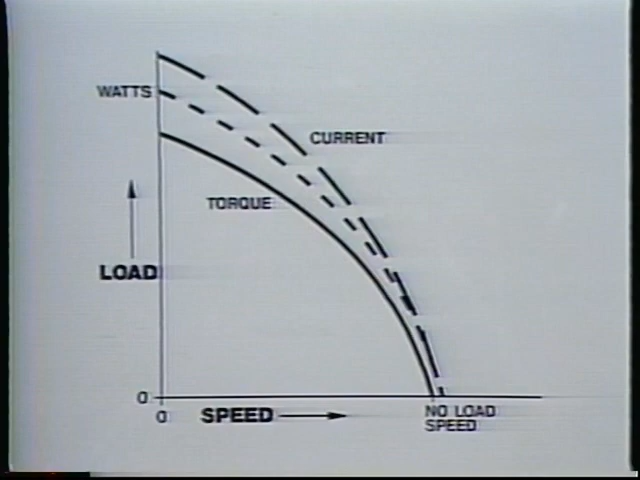 WATTS
CURRENT
TORQUE
LOAD
0
0
SPEED
NO LOAD
SPEED